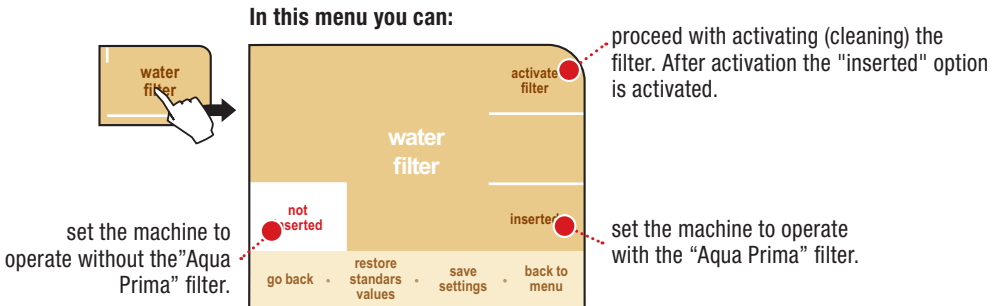 In this menu you can:
water
filter
activate
filter
proceed with activating (cleaning) the
filter. After activation the "inserted" option
is activated.
water
filter
not
inserted
inserted
set the machine to
operate without the”Aqua
Prima” filter.
set the machine to operate
with the “Aqua Prima” filter.
go back
restore
standars
values
save
settings
back to
menu